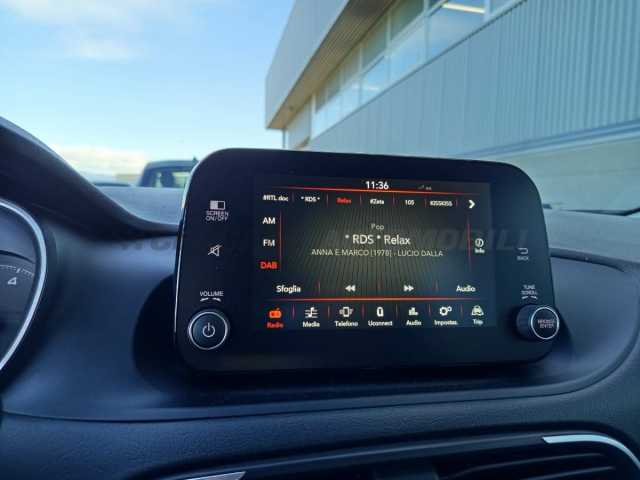 11:36
#RTL doc * RDS * Relax #Zeta 105 KISSKISS
SCREEN
ON/OFF
AM
FM
DAB
Pop
* RDS * Relax
ANNA E MARCO [1978] - LUCIO DALLA
Info
BACK
Sfoglia Audio
VOLUME
TUNE
SCROLL
Radio Media Telefono Uconnect Audio Impostaz. Trip
BROWSE
ENTER
4